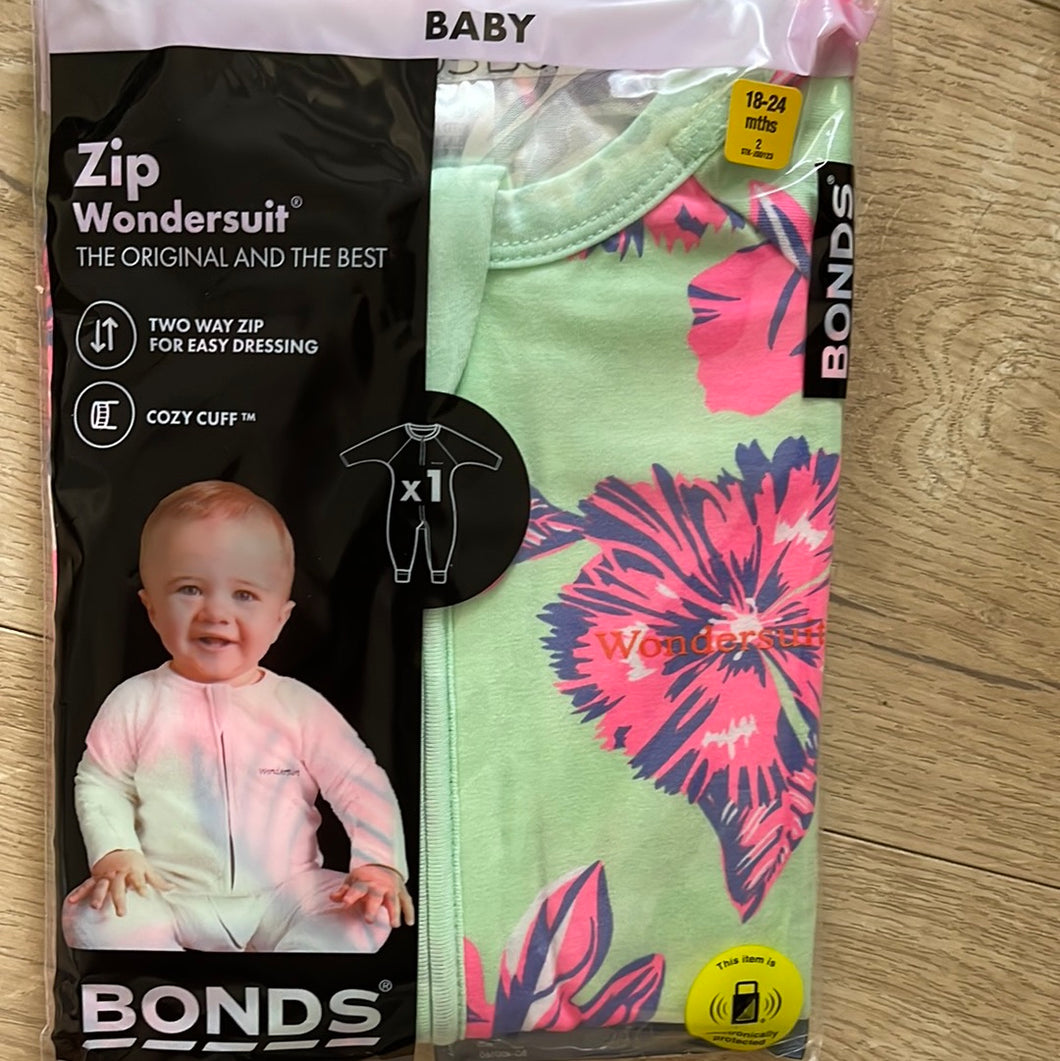 BABY
18-24
mths
2
Zip
Wondersuit®
THE ORIGINAL AND THE BEST
TWO WAY ZIP
FOR EASY DRESSING
COZY CUFF™
x1
BONDS®
Wondersuit
wondersuit
BONDS®
This item is
protected